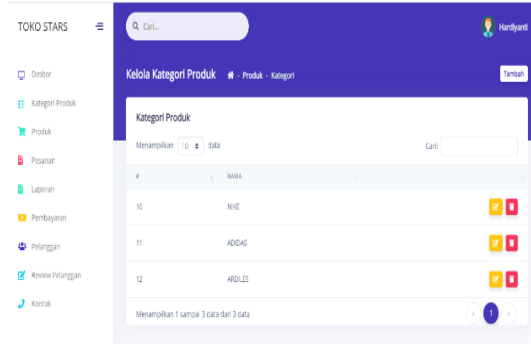 TOKO STARS
Cari...
Hardiyanti
Dasbor
Kategori Produk
Produk
Pesanan
Laporan
Pembayaran
Pelanggan
Review Pelanggan
Kontak
Kelola Kategori Produk - Produk - Kategori
Tambah
Kategori Produk
Menampilkan 10 data
Cari:
# NAMA
10 NIKE
11 ADIDAS
12 ARDILES
Menampilkan 1 sampai 3 data dari 3 data
1